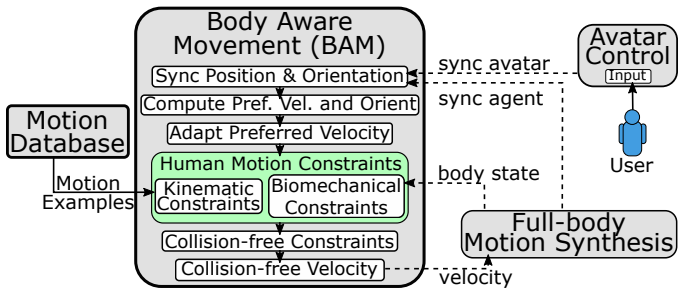 Body Aware
Movement (BAM)
Sync Position & Orientation
Compute Pref. Vel. and Orient
Adapt Preferred Velocity
Human Motion Constraints
Kinematic
Constraints
Biomechanical
Constraints
Collision-free Constraints
Collision-free Velocity
Motion
Database
Motion
Examples
sync avatar
sync agent
body state
velocity
Avatar
Control
Input
User
Full-body
Motion Synthesis